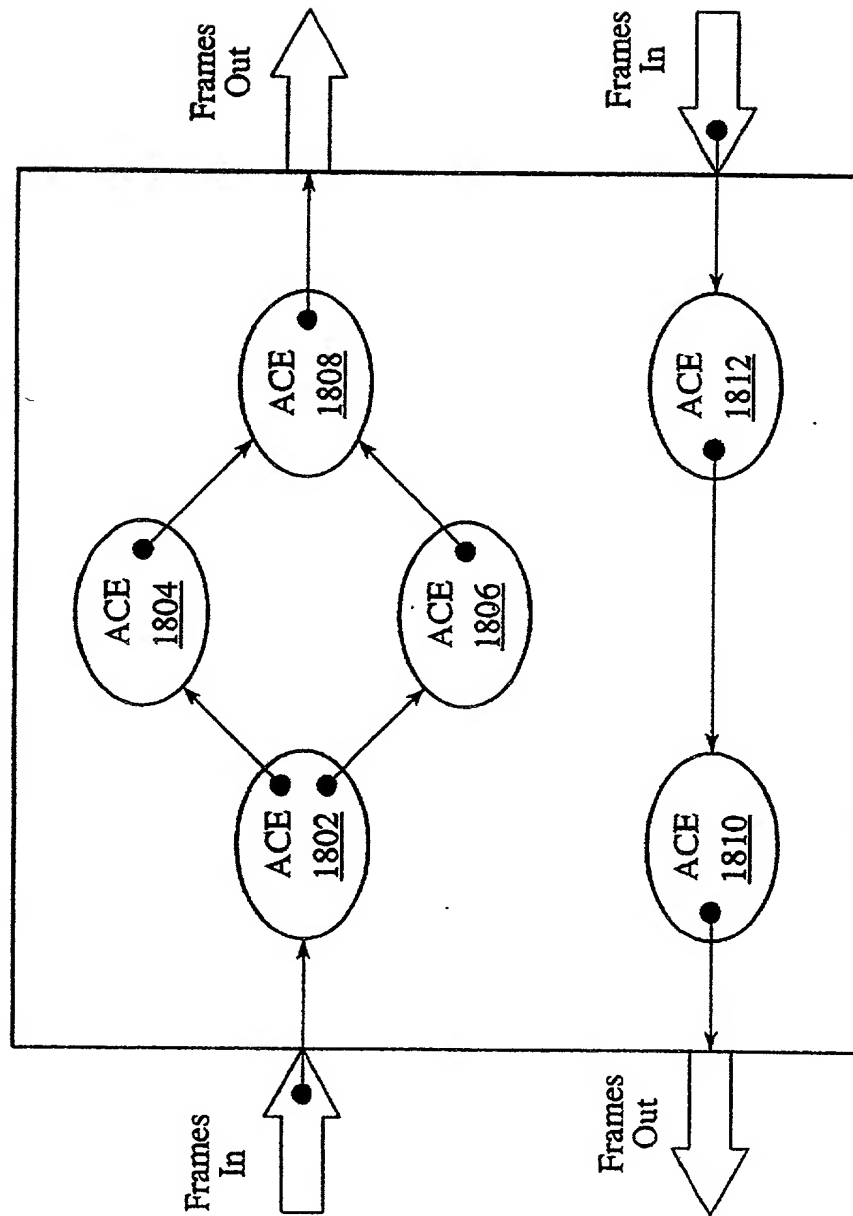 Frames
In
ACE
1802
ACE
1804
ACE
1806
ACE
1808
Frames
Out
Frames
In
ACE
1812
ACE
1810
Frames
Out